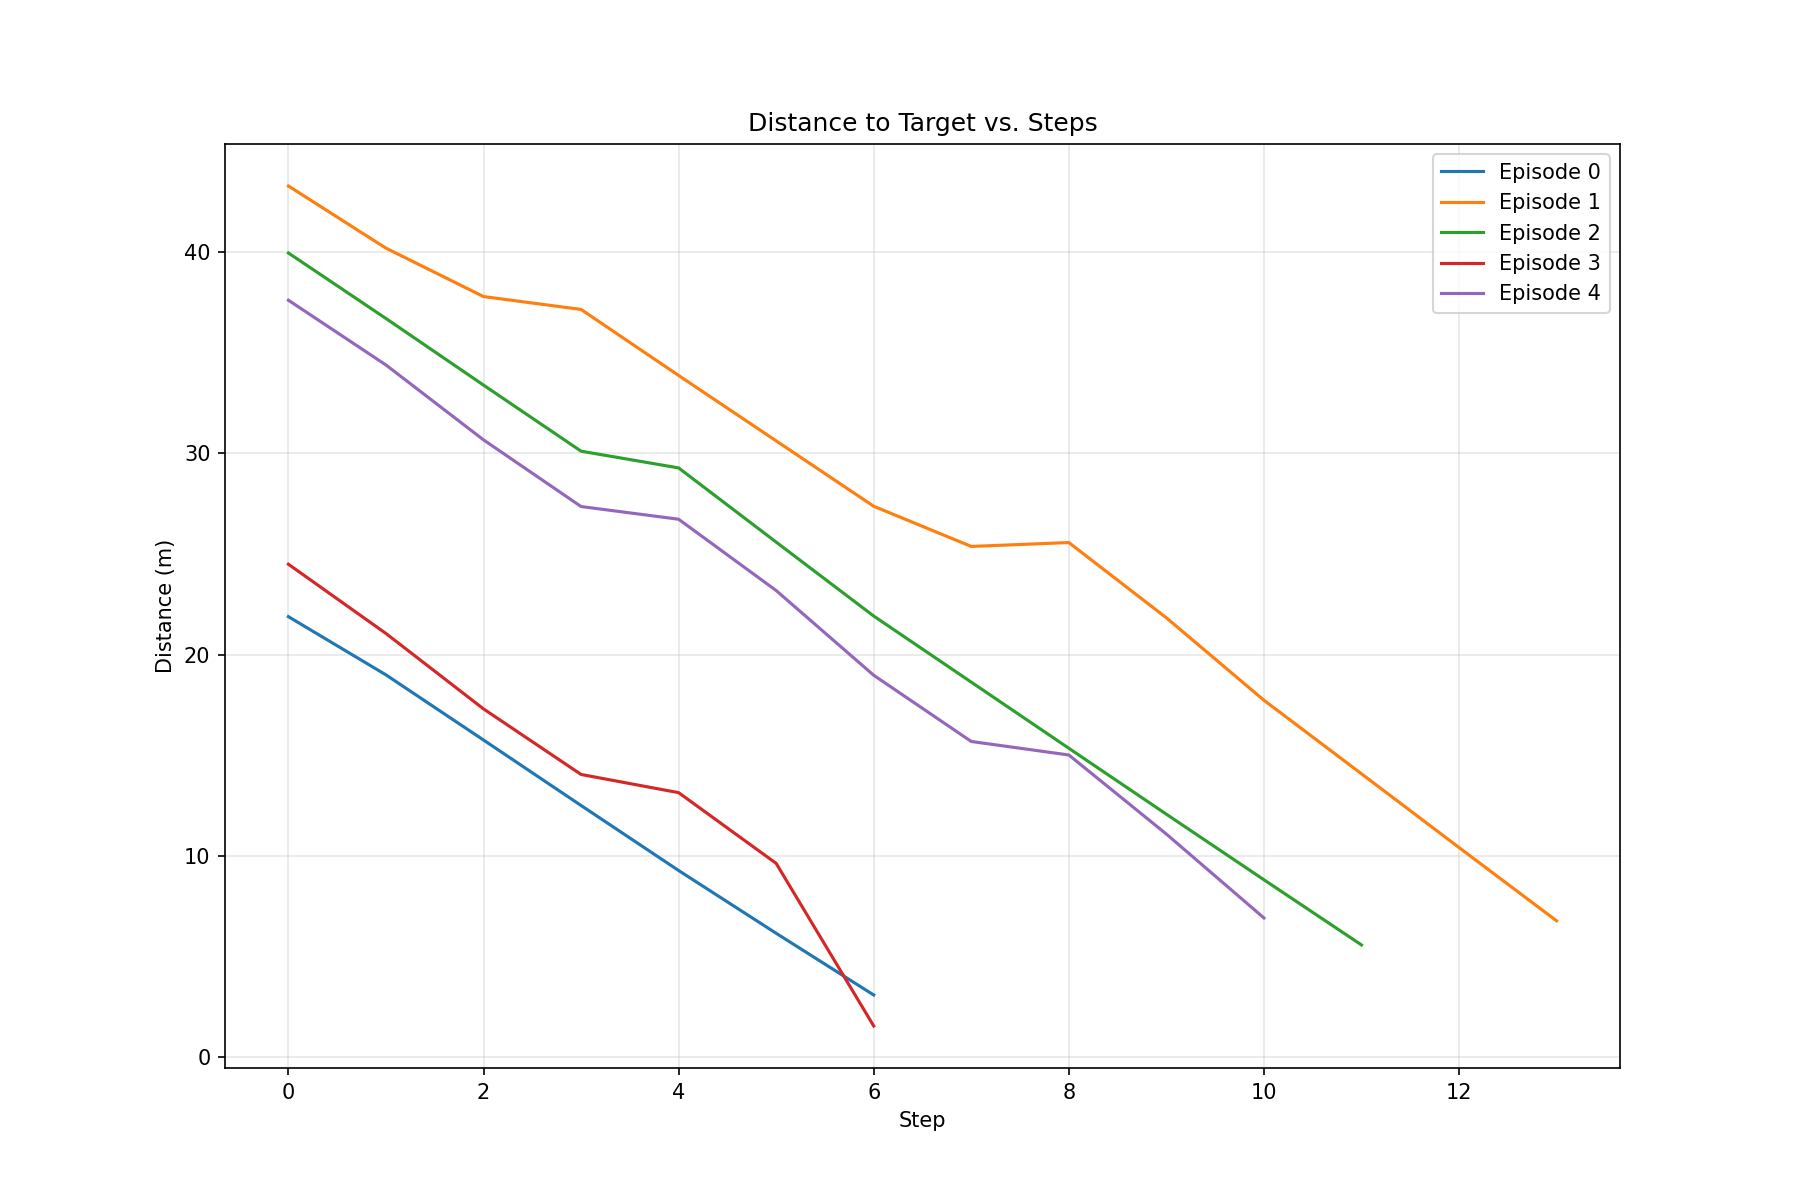 Distance to Target vs. Steps
Episode 0
Episode 1
Episode 2
Episode 3
Episode 4
Distance (m)
40
30
20
10
0
0 2 4 6 8 10 12
Step